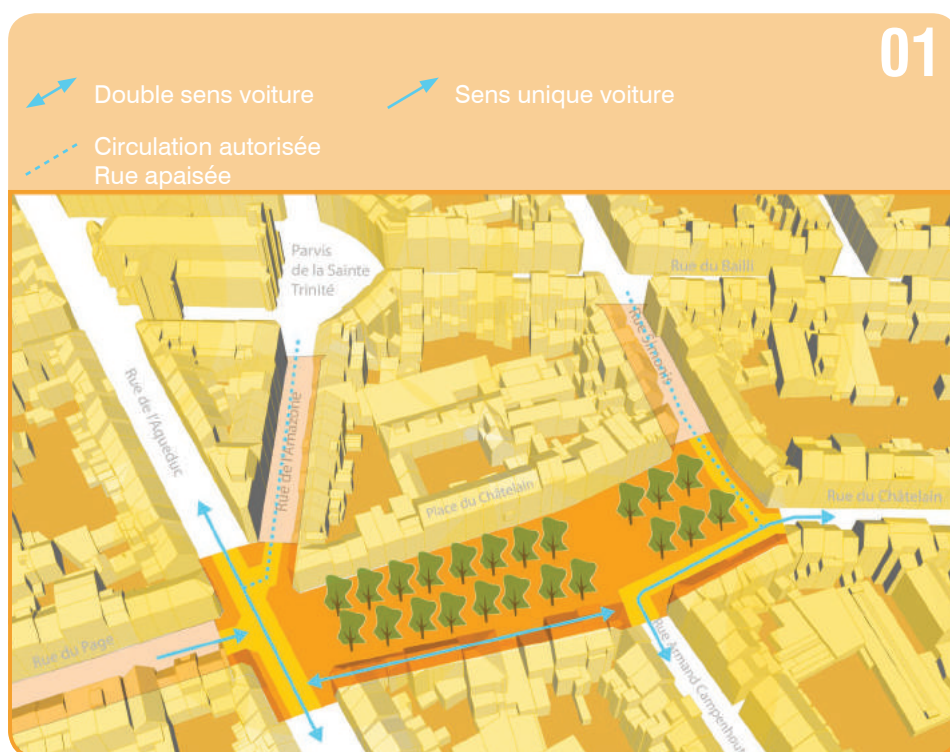 01
Double sens voiture
Sens unique voiture
Circulation autorisée
Rue apaisée
Parvis
de la Sainte
Trinité
Rue du Bailli
Rue Simonis
Rue de l'Aqueduc
Rue de l'Amazone
Place du Châtelain
Rue du Châtelain
Rue du Page
Rue Armand Campenhout